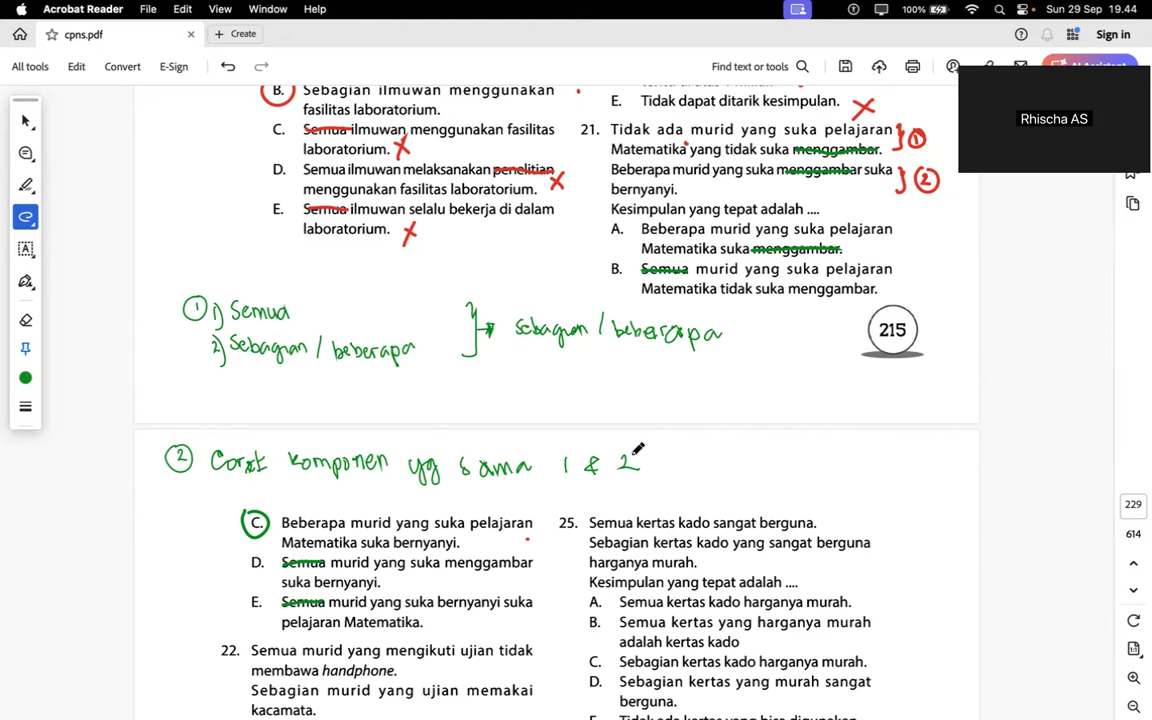 Acrobat Reader File Edit View Window Help 100% Sun 29 Sep 19.44
cpns.pdf × + Create Sign in
All tools Edit Convert E-Sign Find text or tools
Rhischa AS
B. Sebagian ilmuwan menggunakan
fasilitas laboratorium.
C. Semua ilmuwan menggunakan fasilitas
laboratorium.
D. Semua ilmuwan melaksanakan penelitian
menggunakan fasilitas laboratorium.
E. Semua ilmuwan selalu bekerja di dalam
laboratorium.
E. Tidak dapat ditarik kesimpulan.
21. Tidak ada murid yang suka pelajaran
Matematika yang tidak suka menggambar.
Beberapa murid yang suka menggambar suka
bernyanyi.
Kesimpulan yang tepat adalah ....
A. Beberapa murid yang suka pelajaran
Matematika suka menggambar.
B. Semua murid yang suka pelajaran
Matematika tidak suka menggambar.
1
2
1 1) Semua
2) Sebagian / beberapa
sebagian / beberapa
215
2 Coret komponen yg sama 1 & 2
C. Beberapa murid yang suka pelajaran
Matematika suka bernyanyi.
D. Semua murid yang suka menggambar
suka bernyanyi.
E. Semua murid yang suka bernyanyi suka
pelajaran Matematika.
22. Semua murid yang mengikuti ujian tidak
membawa handphone.
Sebagian murid yang ujian memakai
kacamata.
25. Semua kertas kado sangat berguna.
Sebagian kertas kado yang sangat berguna
harganya murah.
Kesimpulan yang tepat adalah ....
A. Semua kertas kado harganya murah.
B. Semua kertas yang harganya murah
adalah kertas kado
C. Sebagian kertas kado harganya murah.
D. Sebagian kertas yang murah sangat
berguna.
229
614